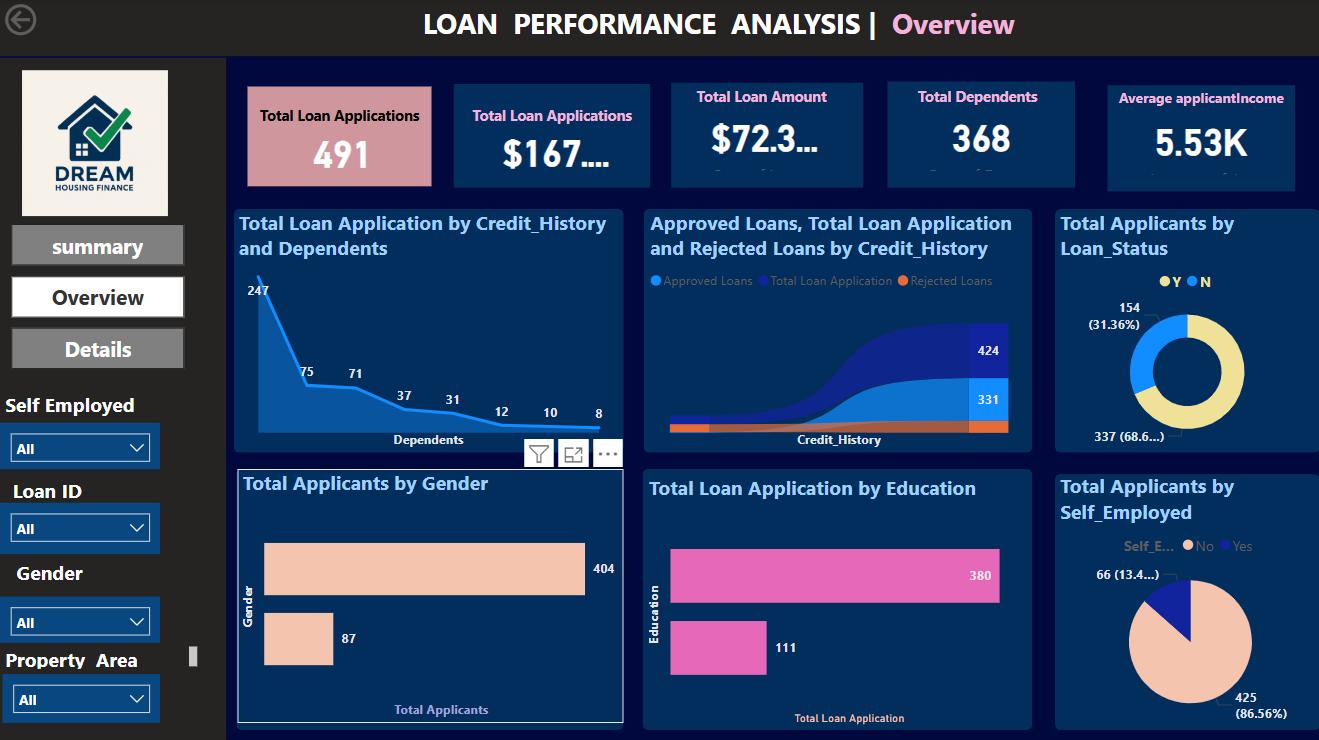 LOAN PERFORMANCE ANALYSIS | Overview
DREAM
HOUSING FINANCE
summary
Overview
Details
Self Employed
All
Loan ID
All
Gender
All
Property_Area
All
Total Loan Applications
491
Total Loan Applications
$167....
Total Loan Amount
$72.3...
Total Dependents
368
Average applicantIncome
5.53K
Total Loan Application by Credit_History
and Dependents
247
75
71
37
31
12
10
8
Dependents
Approved Loans, Total Loan Application
and Rejected Loans by Credit_History
Approved Loans Total Loan Application Rejected Loans
424
331
Credit_History
Total Applicants by
Loan_Status
Y N
154
(31.36%)
337 (68.6...)
Total Applicants by Gender
Gender
404
87
Total Applicants
Total Loan Application by Education
Education
380
111
Total Loan Application
Total Applicants by
Self_Employed
Self_E... No Yes
66 (13.4...)
425
(86.56%)